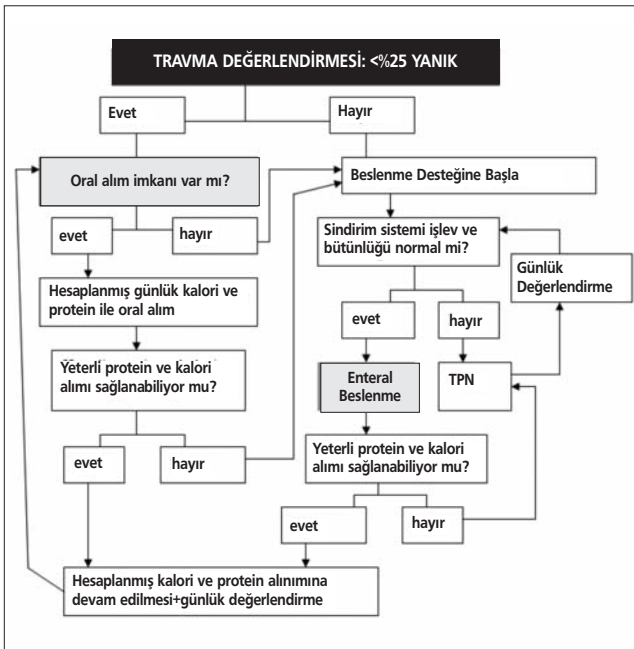 TRAVMA DEĞERLENDİRMESİ: <%25 YANIK
Evet
Hayır
Oral alım imkanı var mı?
Beslenme Desteğine Başla
evet
hayır
Sindirim sistemi işlev ve
bütünlüğü normal mi?
Günlük
Değerlendirme
Hesaplanmış günlük kalori ve
protein ile oral alım
evet
hayır
Yeterli protein ve kalori
alımı sağlanabiliyor mu?
Enteral
Beslenme
TPN
evet
hayır
Yeterli protein ve kalori
alımı sağlanabiliyor mu?
evet
hayır
Hesaplanmış kalori ve protein alınımına
devam edilmesi+günlük değerlendirme